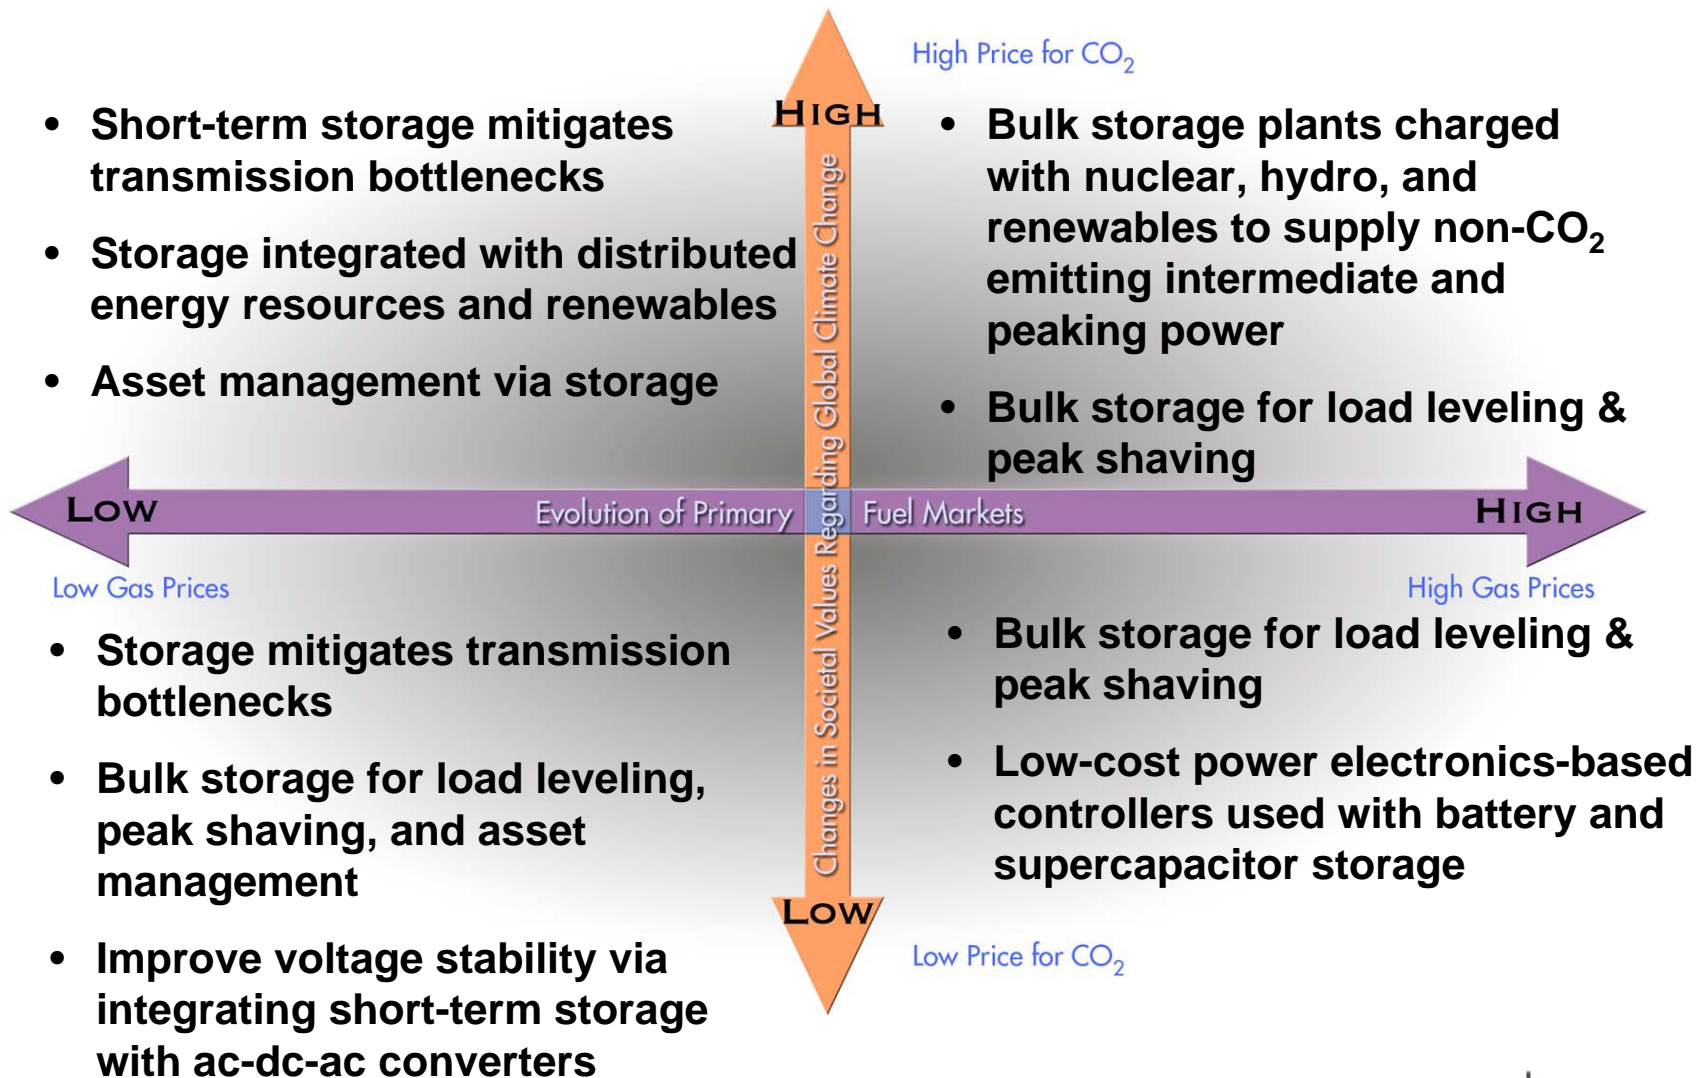 High Price for CO₂
HIGH
• Short-term storage mitigates
transmission bottlenecks
• Storage integrated with distributed
energy resources and renewables
• Asset management via storage
• Bulk storage plants charged
with nuclear, hydro, and
renewables to supply non-CO₂
emitting intermediate and
peaking power
• Bulk storage for load leveling &
peak shaving
Changes in Societal Values Regarding Global Climate Change
LOW
Evolution of Primary Fuel Markets
HIGH
Low Gas Prices
High Gas Prices
• Storage mitigates transmission
bottlenecks
• Bulk storage for load leveling,
peak shaving, and asset
management
• Improve voltage stability via
integrating short-term storage
with ac-dc-ac converters
• Bulk storage for load leveling &
peak shaving
• Low-cost power electronics-based
controllers used with battery and
supercapacitor storage
LOW
Low Price for CO₂